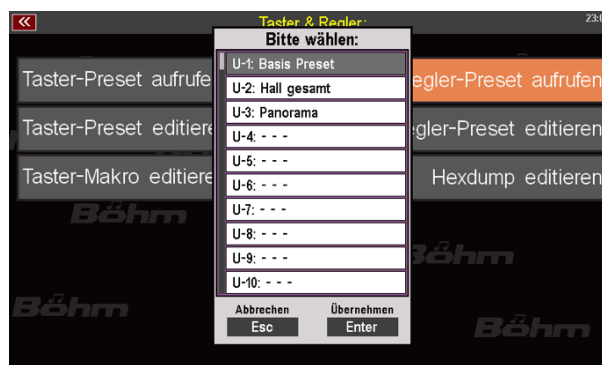 Taster & Regler:
23:0
Bitte wählen:
U-1: Basis Preset
U-2: Hall gesamt
U-3: Panorama
U-4: - - -
U-5: - - -
U-6: - - -
U-7: - - -
U-8: - - -
U-9: - - -
U-10: - - -
Abbrechen Übernehmen
Esc Enter
Taster-Preset aufrufe
egler-Preset aufrufen
Taster-Preset editiere
egler-Preset editieren
Taster-Makro editiere
Hexdump editieren
Böhm
Böhm
Böhm
Böhm